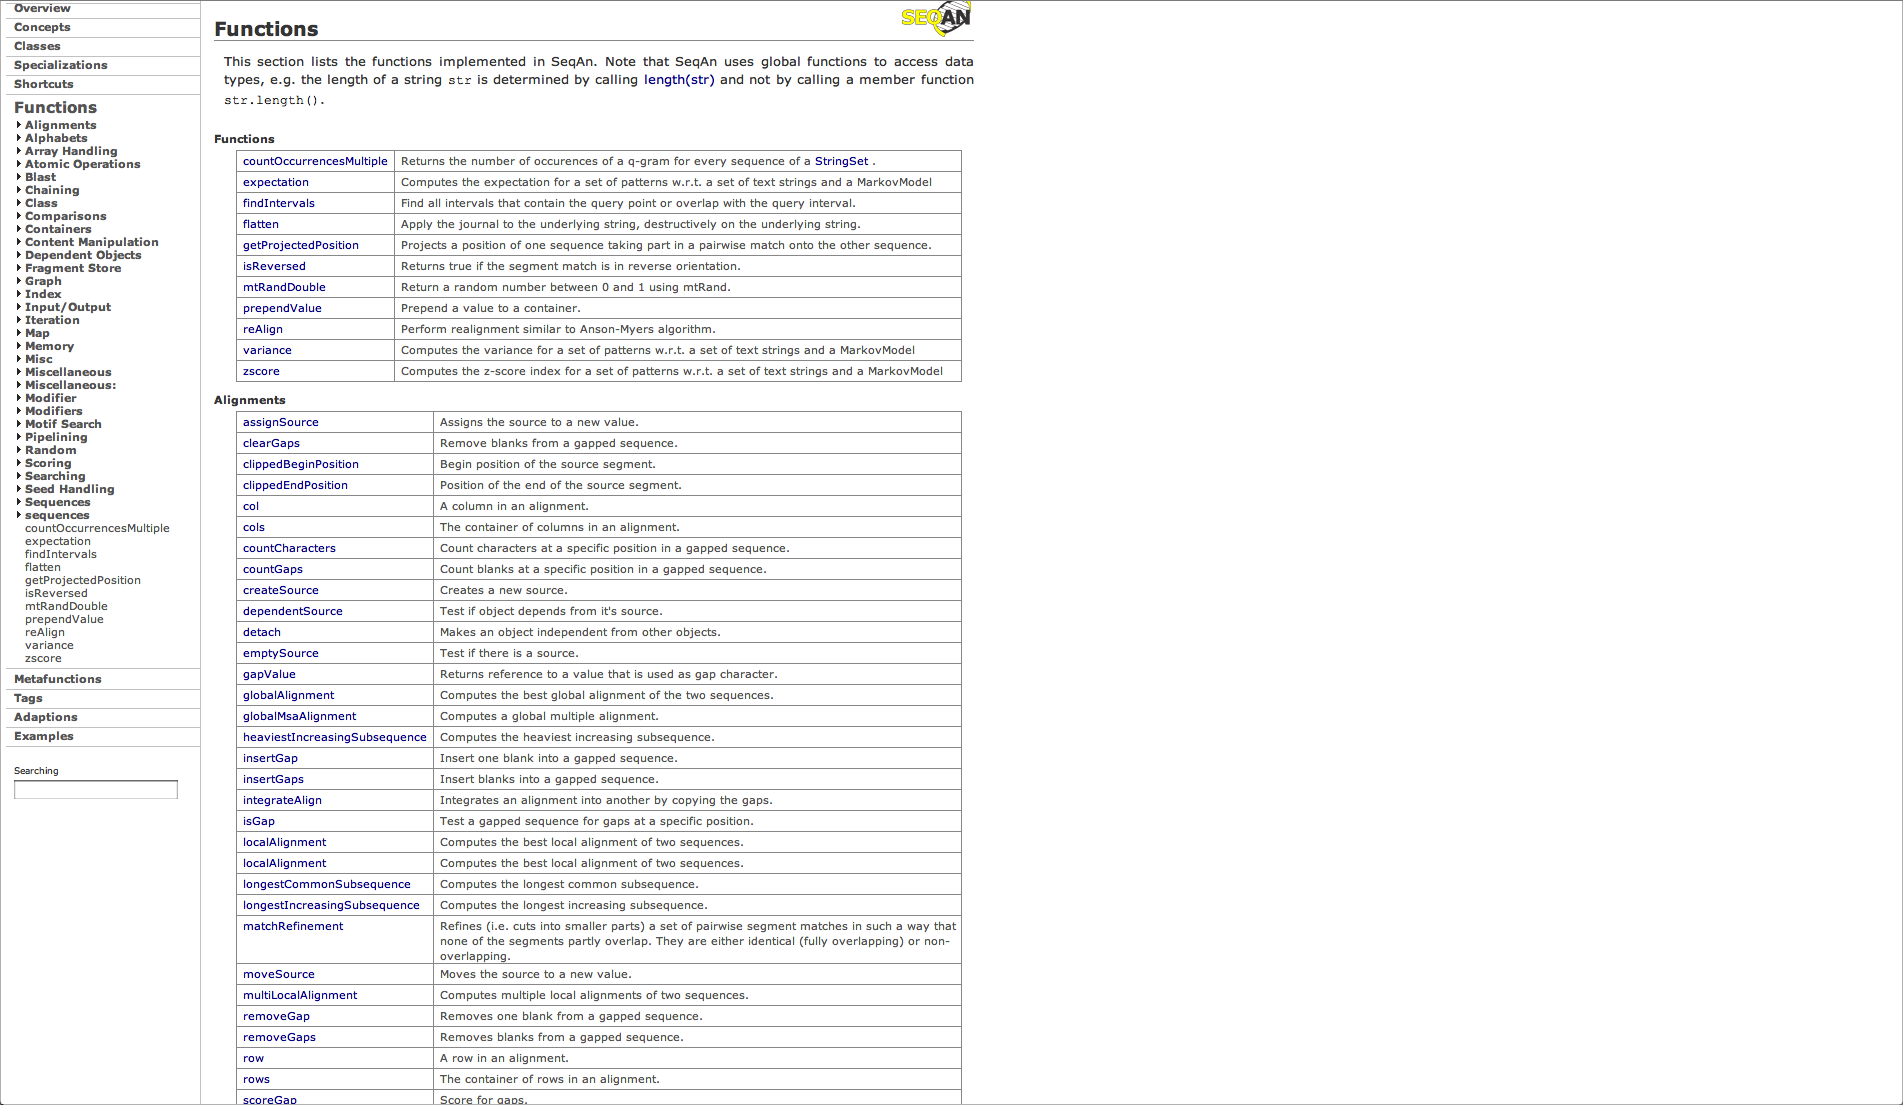 Overview
Concepts
Classes
Specializations
Shortcuts
Functions
Alignments
Alphabets
Array Handling
Atomic Operations
Blast
Chaining
Class
Comparisons
Containers
Content Manipulation
Dependent Objects
Fragment Store
Graph
Index
Input/Output
Iteration
Map
Memory
Misc
Miscellaneous
Miscellaneous:
Modifier
Modifiers
Motif Search
Pipelining
Random
Scoring
Searching
Seed Handling
Sequences
sequences
countOccurrencesMultiple
expectation
findIntervals
flatten
getProjectedPosition
isReversed
mtRandDouble
prependValue
reAlign
variance
zscore
Metafunctions
Tags
Adaptions
Examples
Searching
SEQAN
Functions
This section lists the functions implemented in SeqAn. Note that SeqAn uses global functions to access data
types, e.g. the length of a string str is determined by calling length(str) and not by calling a member function
str.length().
Functions
countOccurrencesMultiple Returns the number of occurences of a q-gram for every sequence of a StringSet .
expectation Computes the expectation for a set of patterns w.r.t. a set of text strings and a MarkovModel
findIntervals Find all intervals that contain the query point or overlap with the query interval.
flatten Apply the journal to the underlying string, destructively on the underlying string.
getProjectedPosition Projects a position of one sequence taking part in a pairwise match onto the other sequence.
isReversed Returns true if the segment match is in reverse orientation.
mtRandDouble Return a random number between 0 and 1 using mtRand.
prependValue Prepend a value to a container.
reAlign Perform realignment similar to Anson-Myers algorithm.
variance Computes the variance for a set of patterns w.r.t. a set of text strings and a MarkovModel
zscore Computes the z-score index for a set of patterns w.r.t. a set of text strings and a MarkovModel
Alignments
assignSource Assigns the source to a new value.
clearGaps Remove blanks from a gapped sequence.
clippedBeginPosition Begin position of the source segment.
clippedEndPosition Position of the end of the source segment.
col A column in an alignment.
cols The container of columns in an alignment.
countCharacters Count characters at a specific position in a gapped sequence.
countGaps Count blanks at a specific position in a gapped sequence.
createSource Creates a new source.
dependentSource Test if object depends from it's source.
detach Makes an object independent from other objects.
emptySource Test if there is a source.
gapValue Returns reference to a value that is used as gap character.
globalAlignment Computes the best global alignment of the two sequences.
globalMsaAlignment Computes a global multiple alignment.
heaviestIncreasingSubsequence Computes the heaviest increasing subsequence.
insertGap Insert one blank into a gapped sequence.
insertGaps Insert blanks into a gapped sequence.
integrateAlign Integrates an alignment into another by copying the gaps.
isGap Test a gapped sequence for gaps at a specific position.
localAlignment Computes the best local alignment of two sequences.
localAlignment Computes the best local alignment of two sequences.
longestCommonSubsequence Computes the longest common subsequence.
longestIncreasingSubsequence Computes the longest increasing subsequence.
matchRefinement Refines (i.e. cuts into smaller parts) a set of pairwise segment matches in such a way that
none of the segments partly overlap. They are either identical (fully overlapping) or non-
overlapping.
moveSource Moves the source to a new value.
multiLocalAlignment Computes multiple local alignments of two sequences.
removeGap Removes one blank from a gapped sequence.
removeGaps Removes blanks from a gapped sequence.
row A row in an alignment.
rows The container of rows in an alignment.
scoreGap Score for gaps.